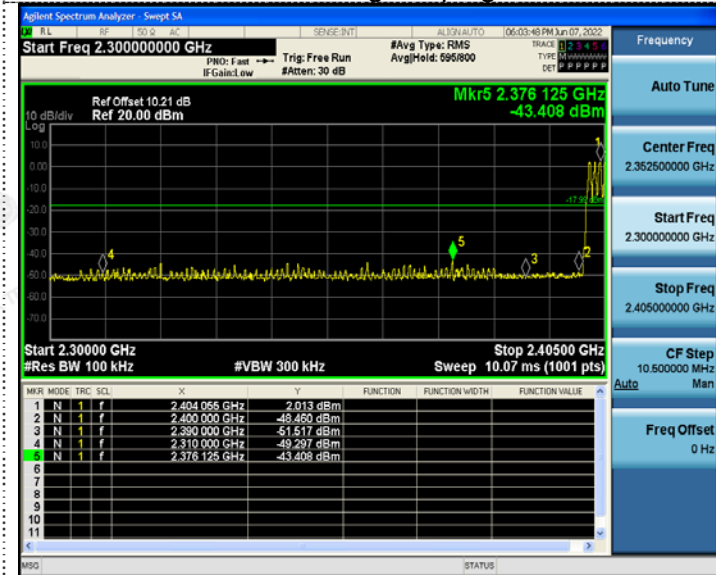 Agilent Spectrum Analyzer - Swept SA
RL RF 50 Ω AC SENSE:INT ALIGN AUTO 06:03:48 PM Jun 07, 2022
Start Freq 2.300000000 GHz
PNO: Fast
IFGain:Low
Trig: Free Run
#Atten: 30 dB
#Avg Type: RMS
Avg|Hold: 595/800
TRACE 1 2 3 4 5 6
TYPE M
DET P P P P P P
Frequency
Auto Tune
Center Freq
2.352500000 GHz
Start Freq
2.300000000 GHz
Stop Freq
2.405000000 GHz
CF Step
10.500000 MHz
Auto Man
Freq Offset
0 Hz
Mkr5 2.376 125 GHz
-43.408 dBm
Ref Offset 10.21 dB
10 dB/div Ref 20.00 dBm
Log
10.0
0.00
-10.0
-20.0
-30.0
-40.0
-50.0
-60.0
-70.0
1
4
5
3
2
Start 2.30000 GHz Stop 2.40500 GHz
#Res BW 100 kHz #VBW 300 kHz Sweep 10.07 ms (1001 pts)
MKR MODE TRC SCL X Y FUNCTION FUNCTION WIDTH FUNCTION VALUE
1 N 1 f 2.404 055 GHz 2.013 dBm
2 N 1 f 2.400 000 GHz -48.460 dBm
3 N 1 f 2.390 000 GHz -51.517 dBm
4 N 1 f 2.310 000 GHz -49.297 dBm
5 N 1 f 2.376 125 GHz -43.408 dBm
6
7
8
9
10
11
MSG STATUS